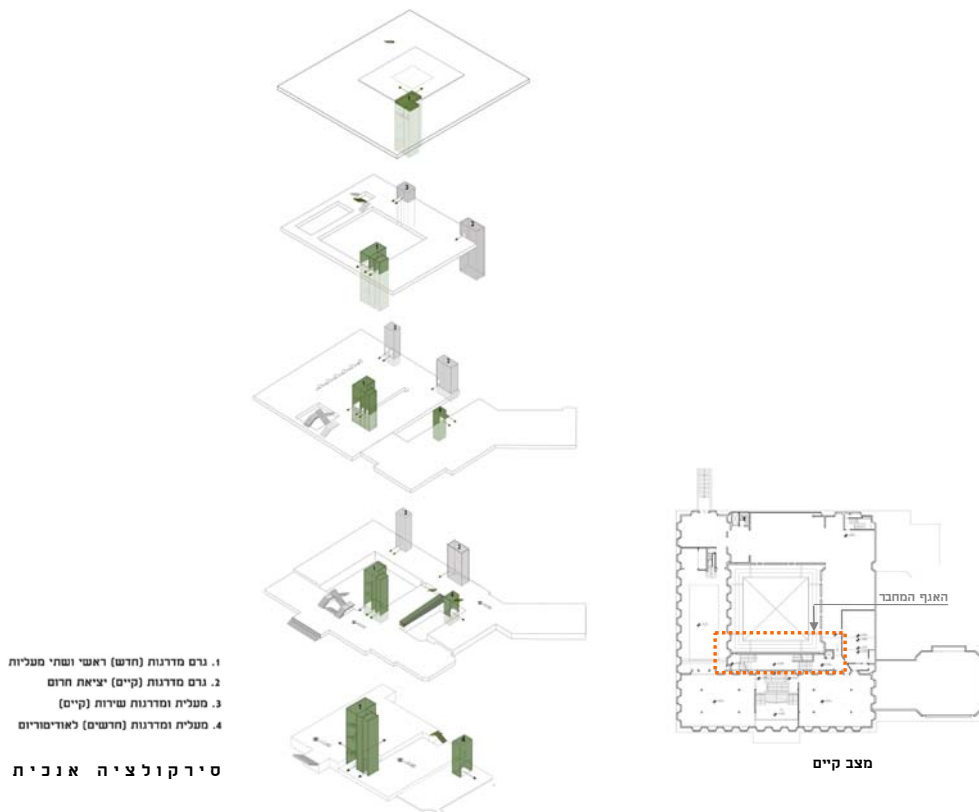 האגף המחבר
1. גרם מדרגות (חדש) ראשי ושתי מעליות
2. גרם מדרגות (קיים) יציאת חרום
3. מעלית ומדרגות שירות (קיים)
4. מעלית ומדרגות (חדשים) לאודיטוריום
סירקולציה אנכית
מצב קיים